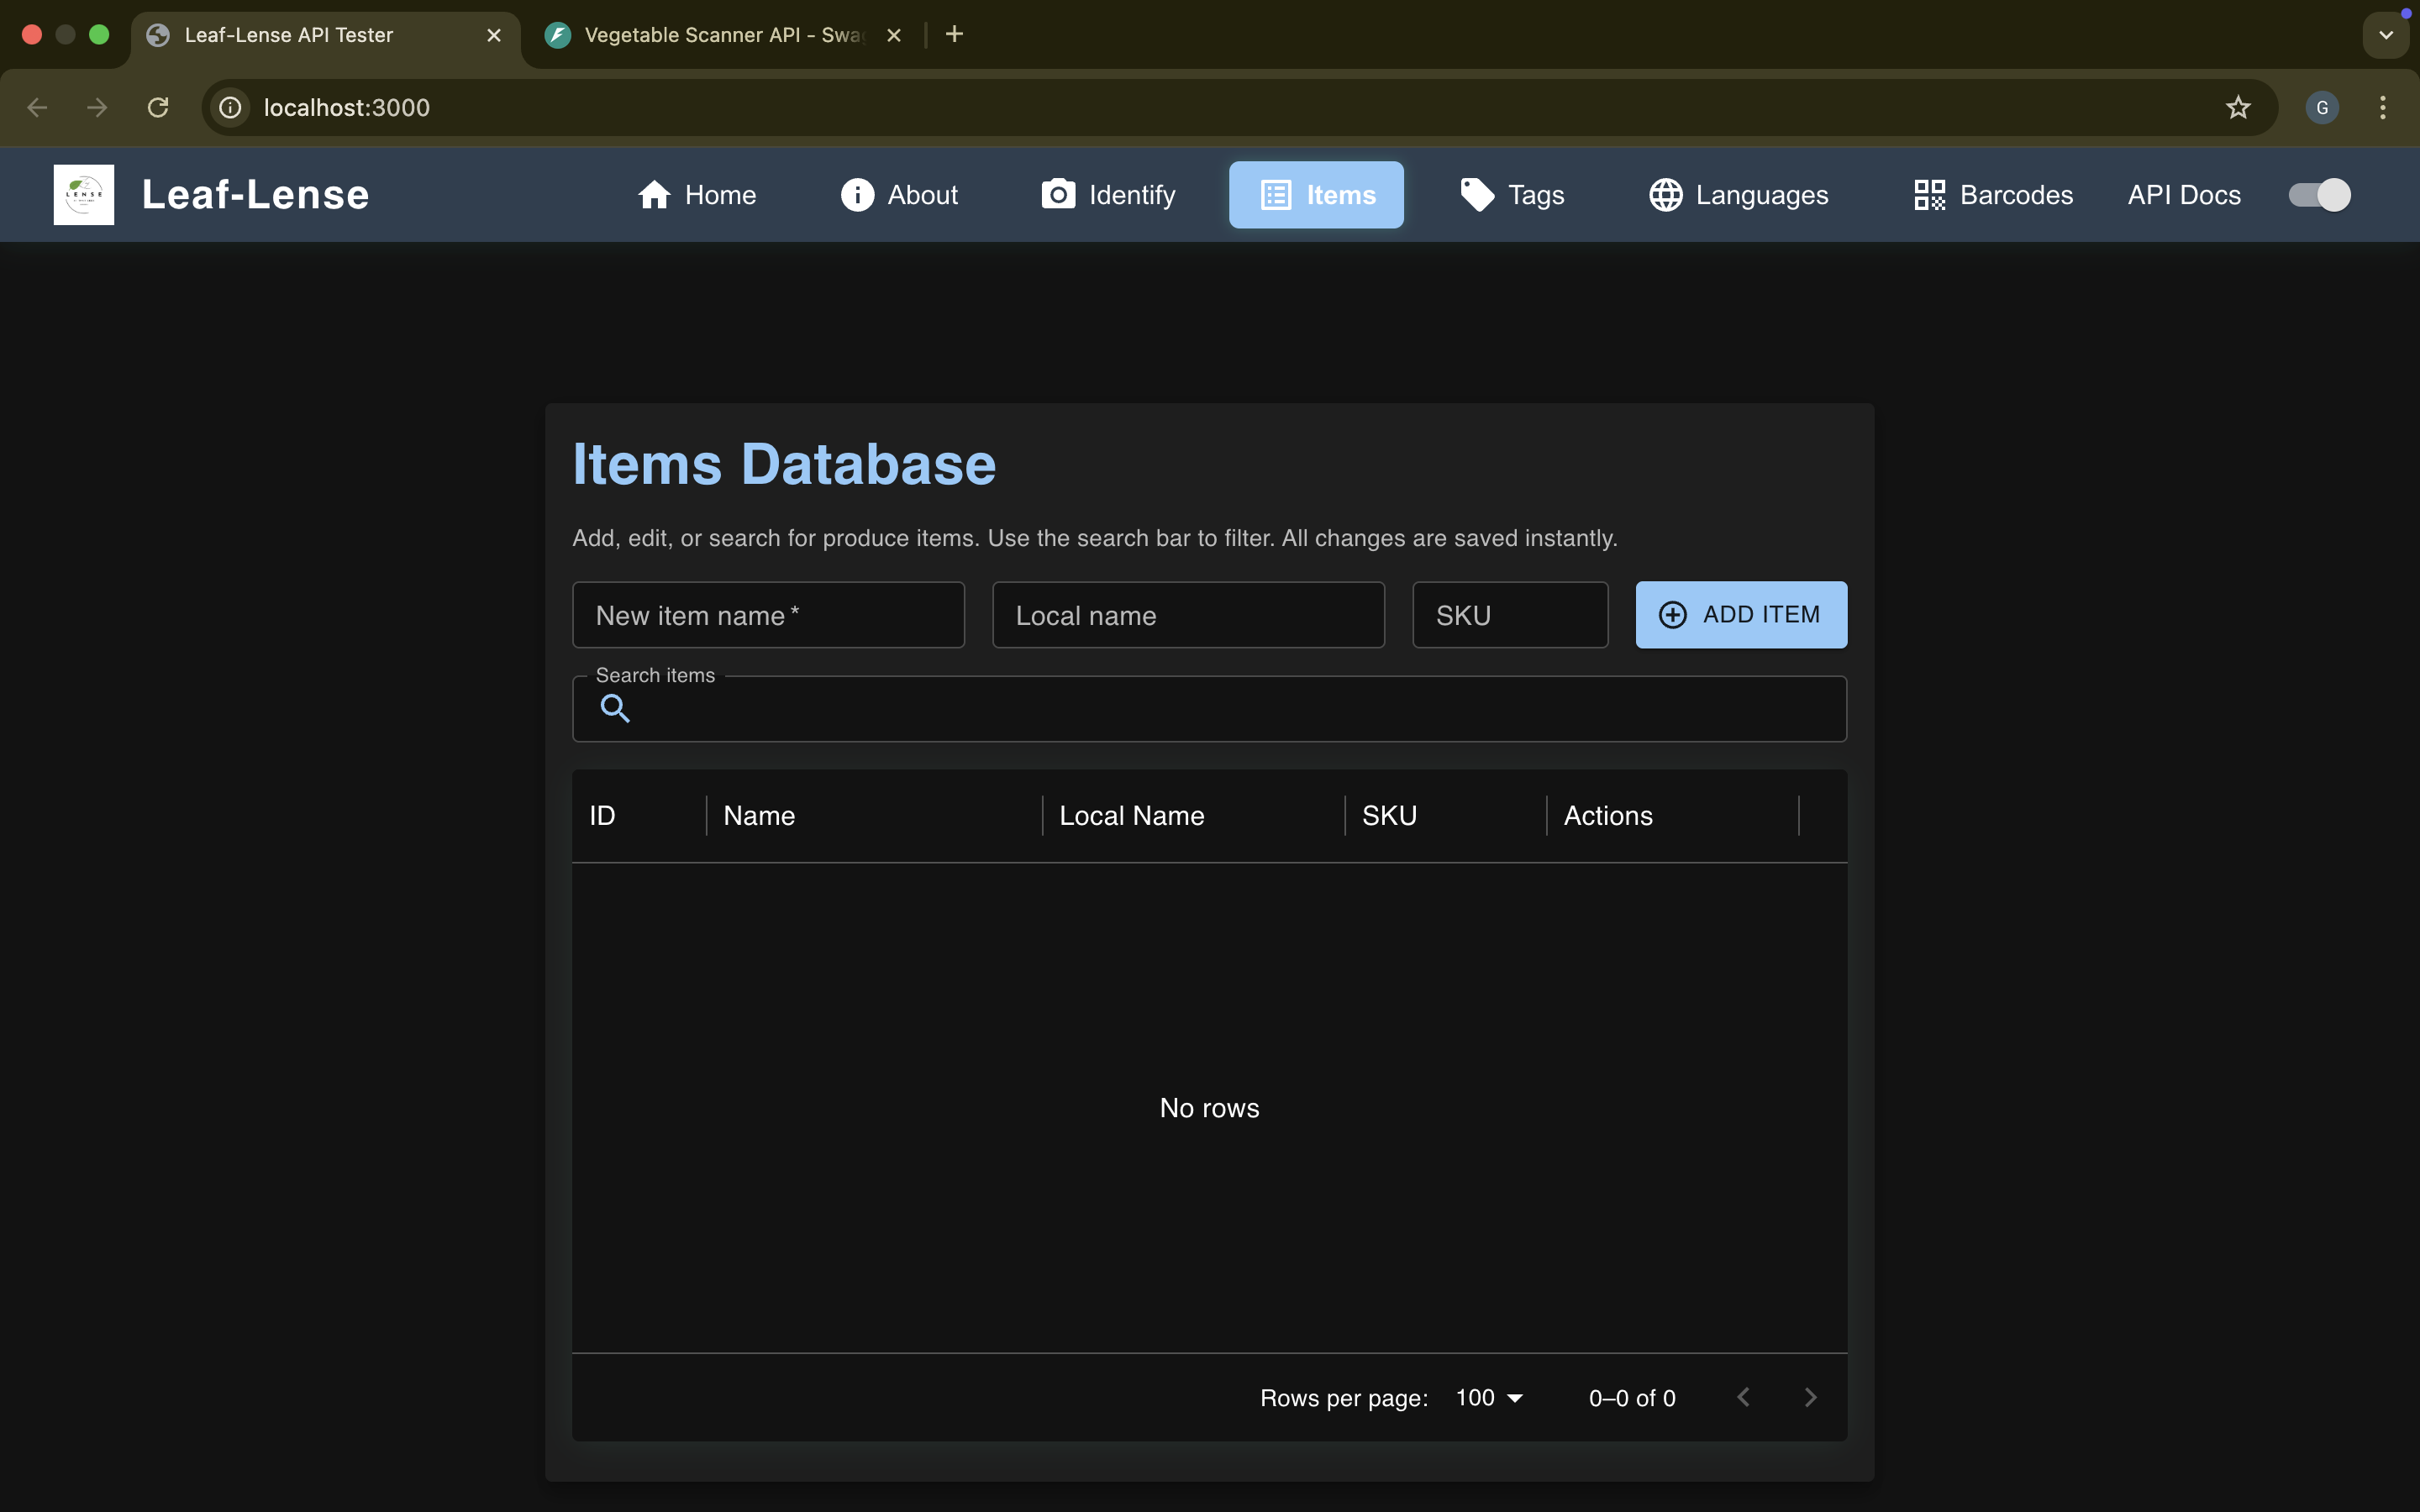 Leaf-Lense API Tester
Vegetable Scanner API - Swa
localhost:3000
G
LENSE
Leaf-Lense
Home
About
Identify
Items
Tags
Languages
Barcodes
API Docs
Items Database
Add, edit, or search for produce items. Use the search bar to filter. All changes are saved instantly.
New item name *
Local name
SKU
ADD ITEM
Search items
ID
Name
Local Name
SKU
Actions
No rows
Rows per page:
100
0–0 of 0